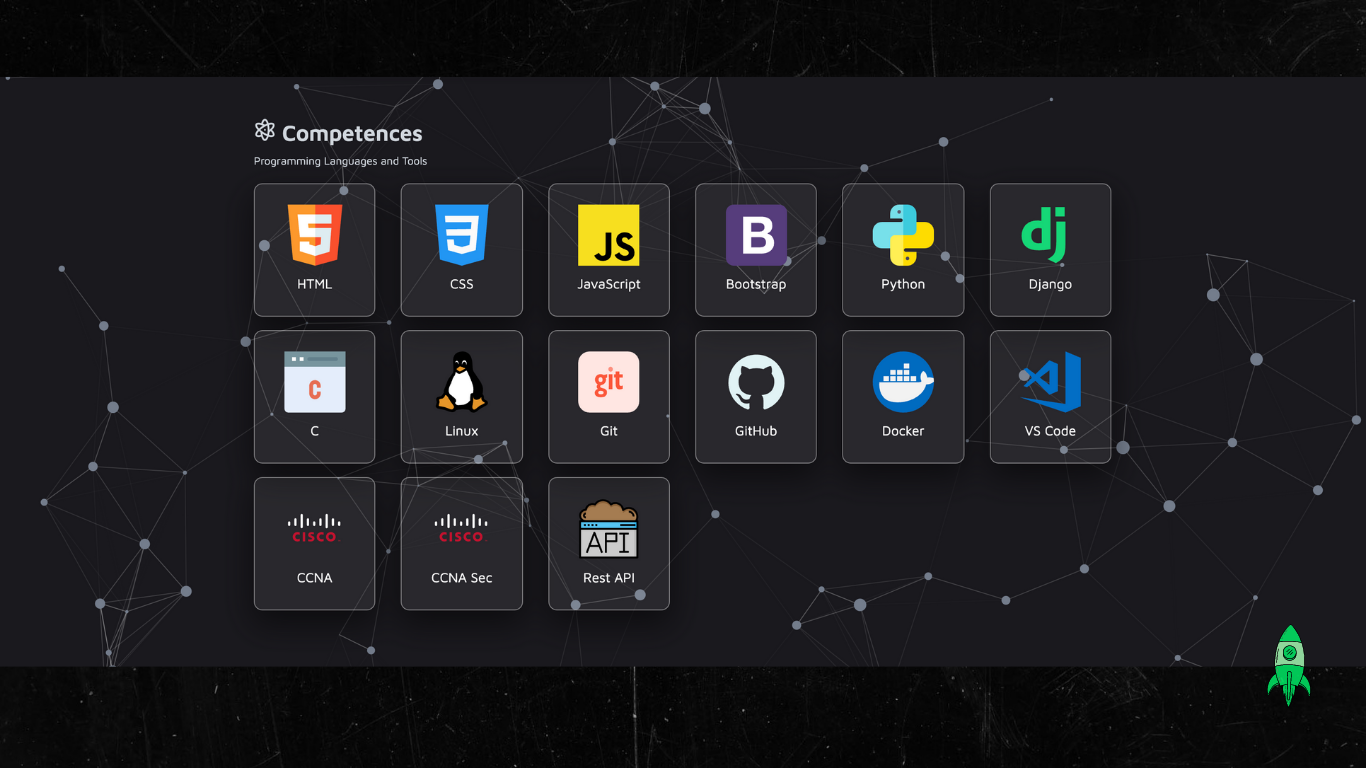 Competences
Programming Languages and Tools
5
3
JS
B
dj
HTML
CSS
JavaScript
Bootstrap
Python
Django
C
git
C
Linux
Git
GitHub
Docker
VS Code
CISCO
CISCO
API
CCNA
CCNA Sec
Rest API